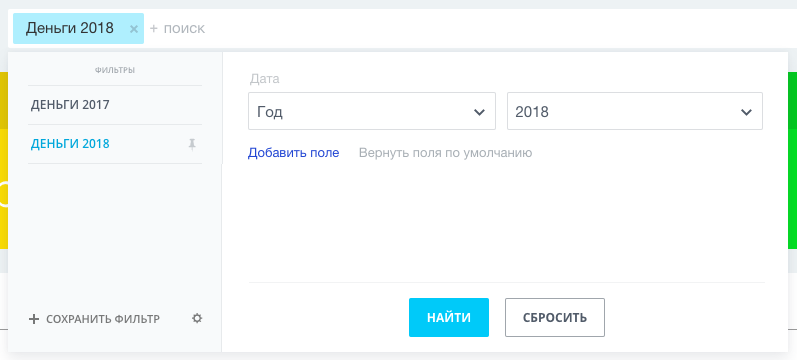 Деньги 2018 × + поиск
ФИЛЬТРЫ
ДЕНЬГИ 2017
ДЕНЬГИ 2018
+ СОХРАНИТЬ ФИЛЬТР
Дата
Год
2018
Добавить поле Вернуть поля по умолчанию
НАЙТИ СБРОСИТЬ